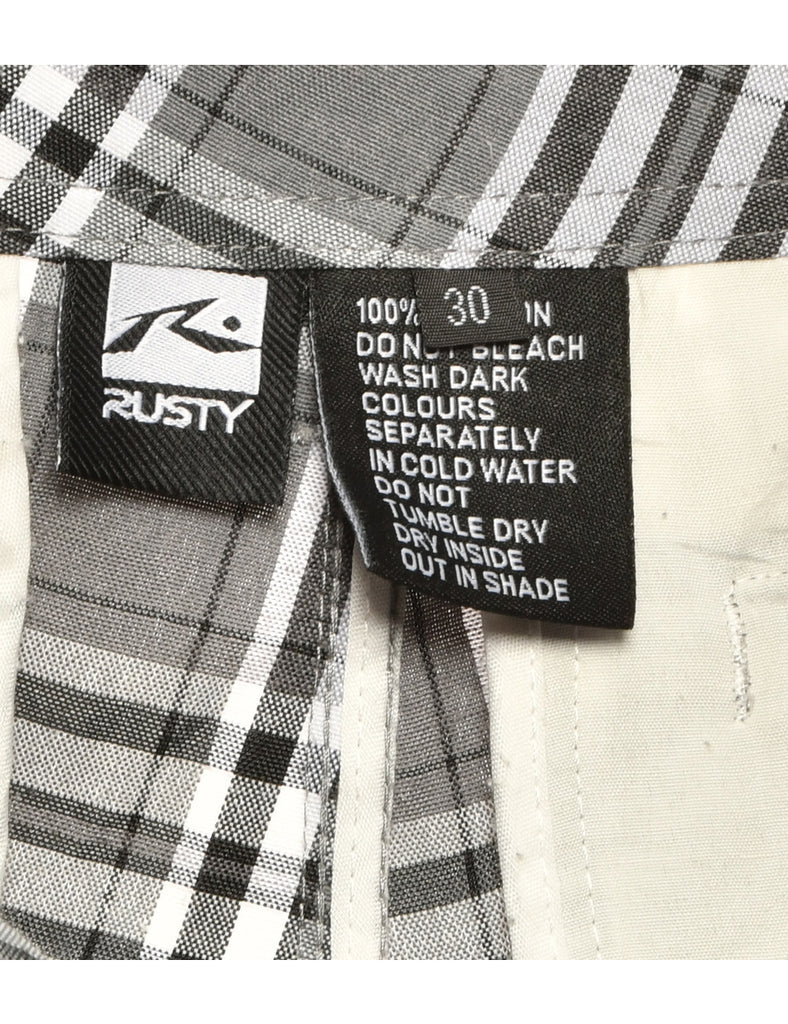 RUSTY
30
100%
DO NOT BLEACH
WASH DARK
COLOURS
SEPARATELY
IN COLD WATER
DO NOT
TUMBLE DRY
DRY INSIDE
OUT IN SHADE